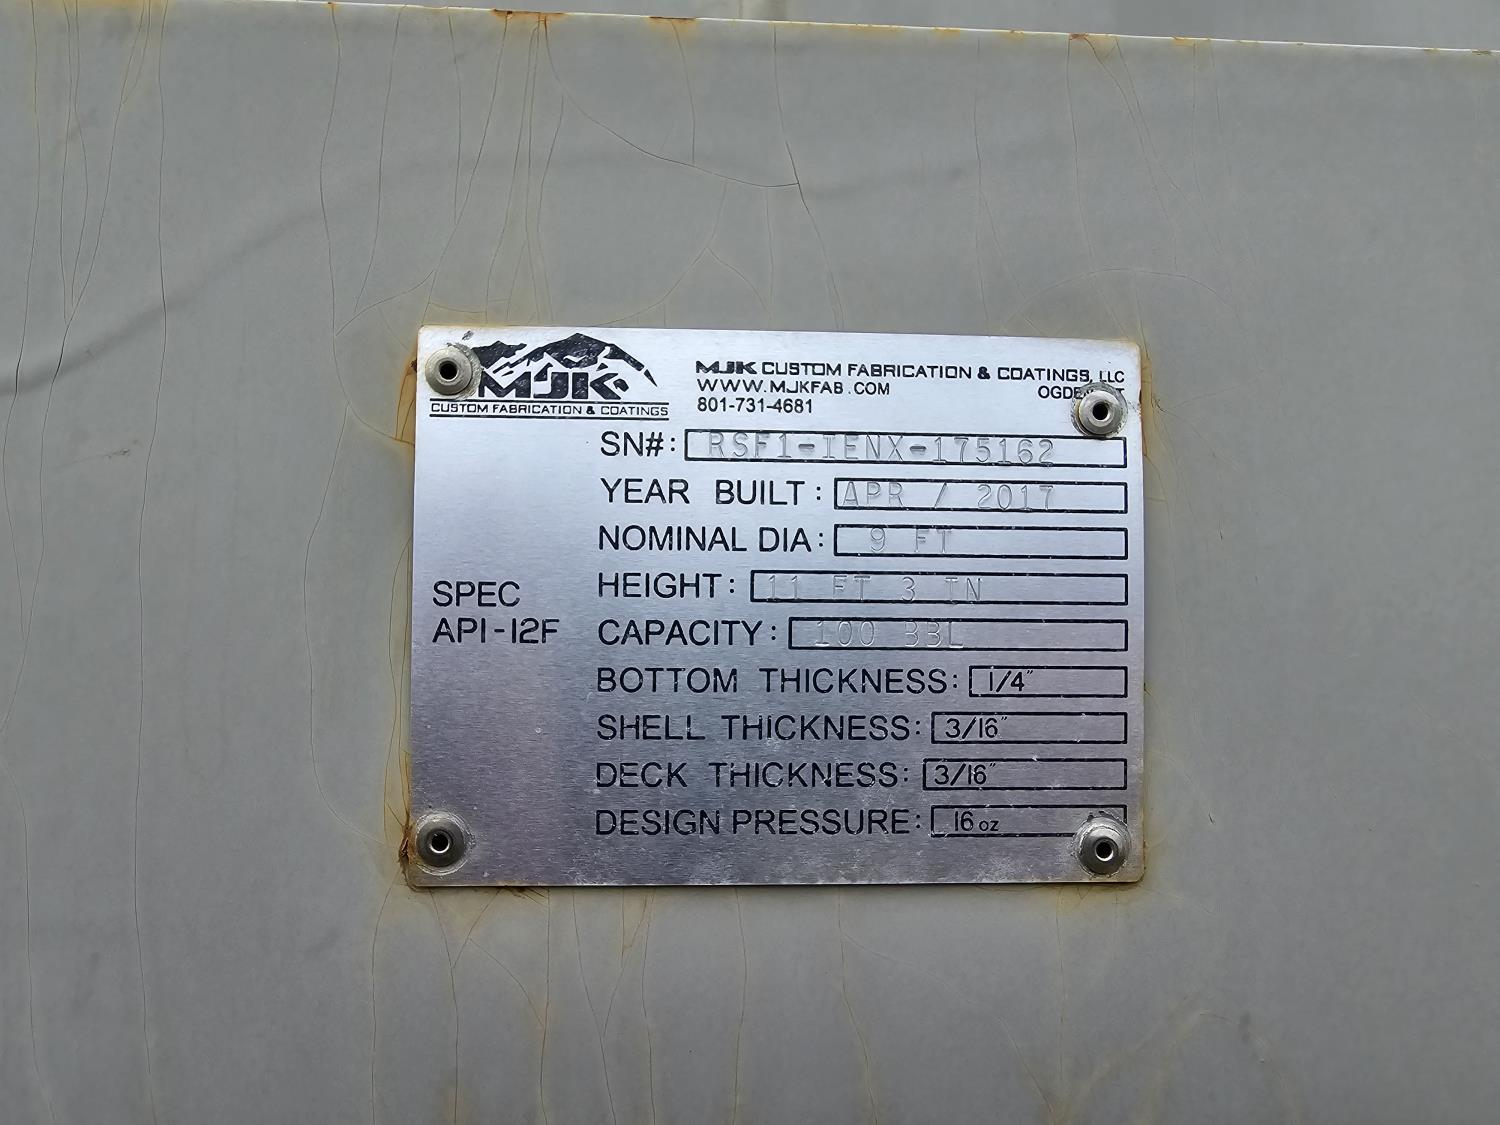 MJK
CUSTOM FABRICATION & COATINGS
MJK CUSTOM FABRICATION & COATINGS, LLC
WWW.MJKFAB.COM
801-731-4681
SN#: RSF1-IENX-175162
YEAR BUILT: APR / 2017
NOMINAL DIA: 9 FT
HEIGHT: 11 FT 3 IN
SPEC
API-12F
CAPACITY: 100 BBL
BOTTOM THICKNESS: 1/4"
SHELL THICKNESS: 3/16"
DECK THICKNESS: 3/16"
DESIGN PRESSURE: 16 oz